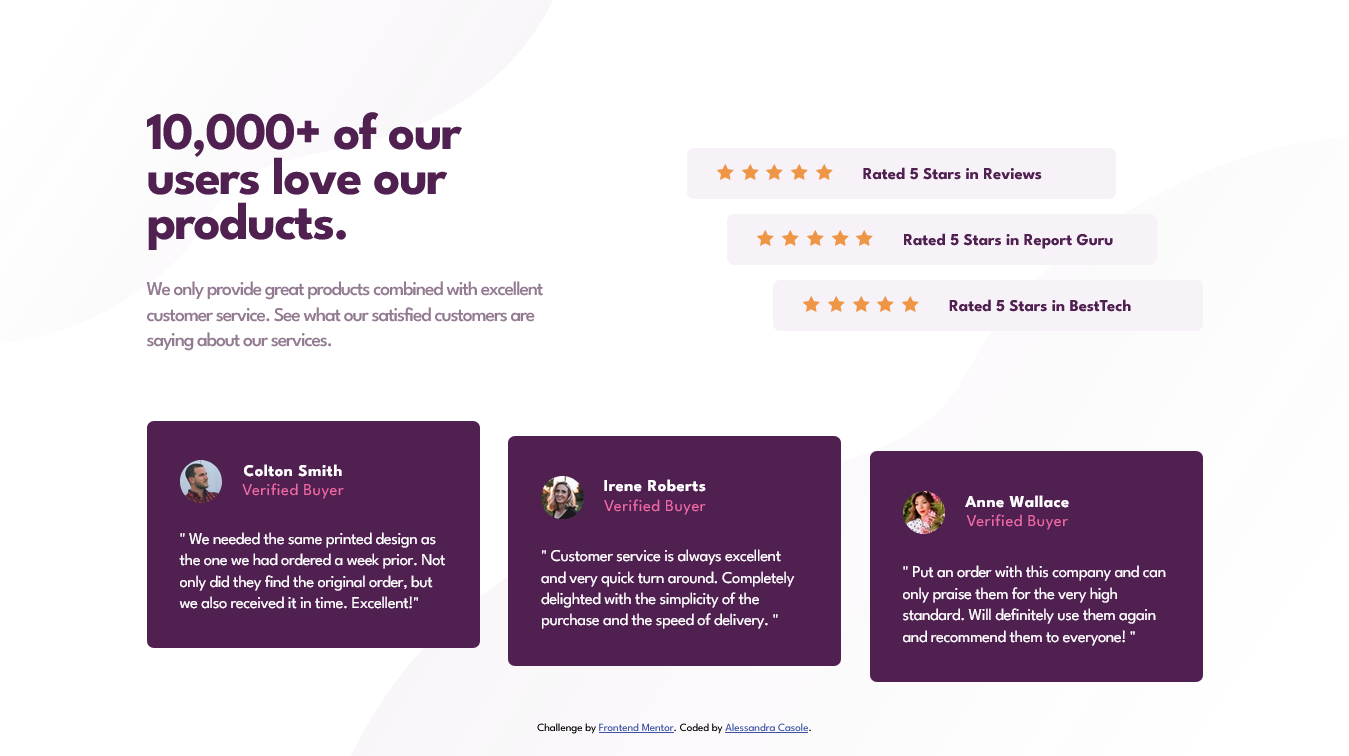 10,000+ of our
users love our
products.
We only provide great products combined with excellent
customer service. See what our satisfied customers are
saying about our services.
Rated 5 Stars in Reviews
Rated 5 Stars in Report Guru
Rated 5 Stars in BestTech
Colton Smith
Verified Buyer
" We needed the same printed design as
the one we had ordered a week prior. Not
only did they find the original order, but
we also received it in time. Excellent!"
Irene Roberts
Verified Buyer
" Customer service is always excellent
and very quick turn around. Completely
delighted with the simplicity of the
purchase and the speed of delivery. "
Anne Wallace
Verified Buyer
" Put an order with this company and can
only praise them for the very high
standard. Will definitely use them again
and recommend them to everyone! "
Challenge by Frontend Mentor. Coded by Alessandra Casole.